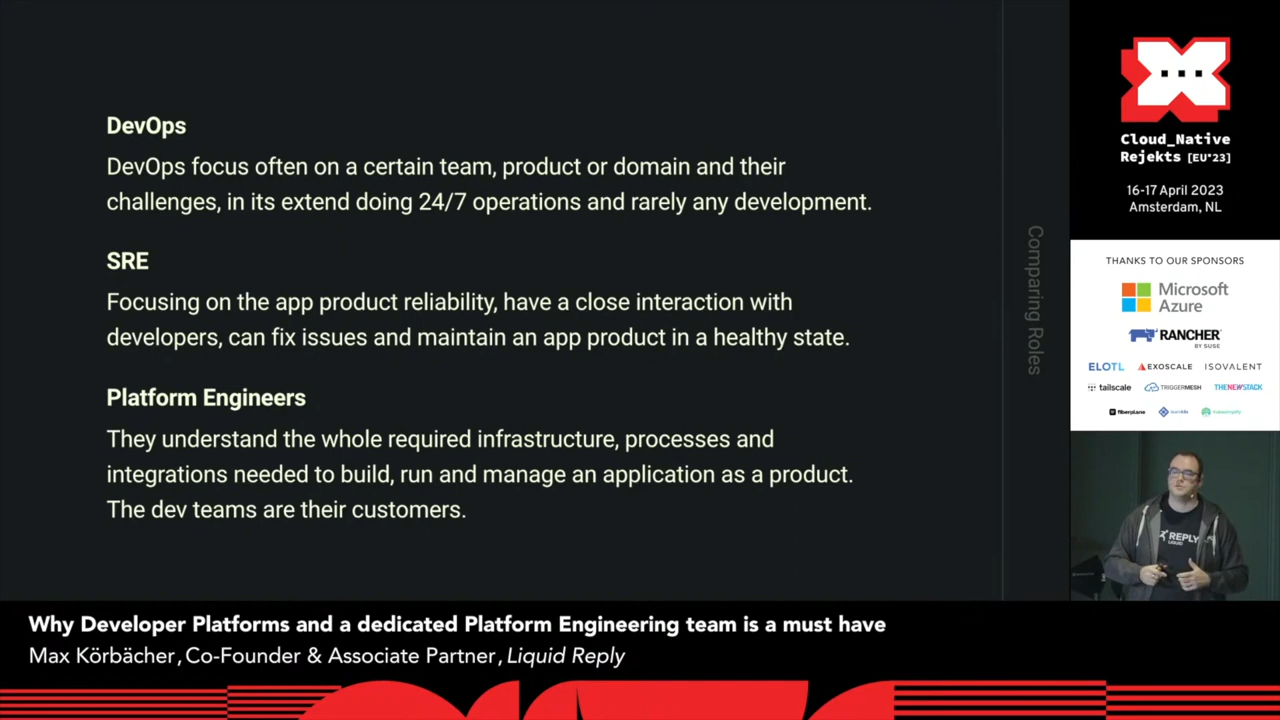 DevOps
DevOps focus often on a certain team, product or domain and their
challenges, in its extend doing 24/7 operations and rarely any development.
SRE
Focusing on the app product reliability, have a close interaction with
developers, can fix issues and maintain an app product in a healthy state.
Platform Engineers
They understand the whole required infrastructure, processes and
integrations needed to build, run and manage an application as a product.
The dev teams are their customers.
Comparing Roles
Cloud_Native
Rejekts [EU'23]
16-17 April 2023
Amsterdam, NL
THANKS TO OUR SPONSORS
Microsoft
Azure
RANCHER
BY SUSE
ELOTL EXOSCALE ISOVALENT
tailscale TRIGGERMESH THENEWSTACK
fiberplane
REPLY
LIQUID
Why Developer Platforms and a dedicated Platform Engineering team is a must have
Max Körbächer, Co-Founder & Associate Partner, Liquid Reply